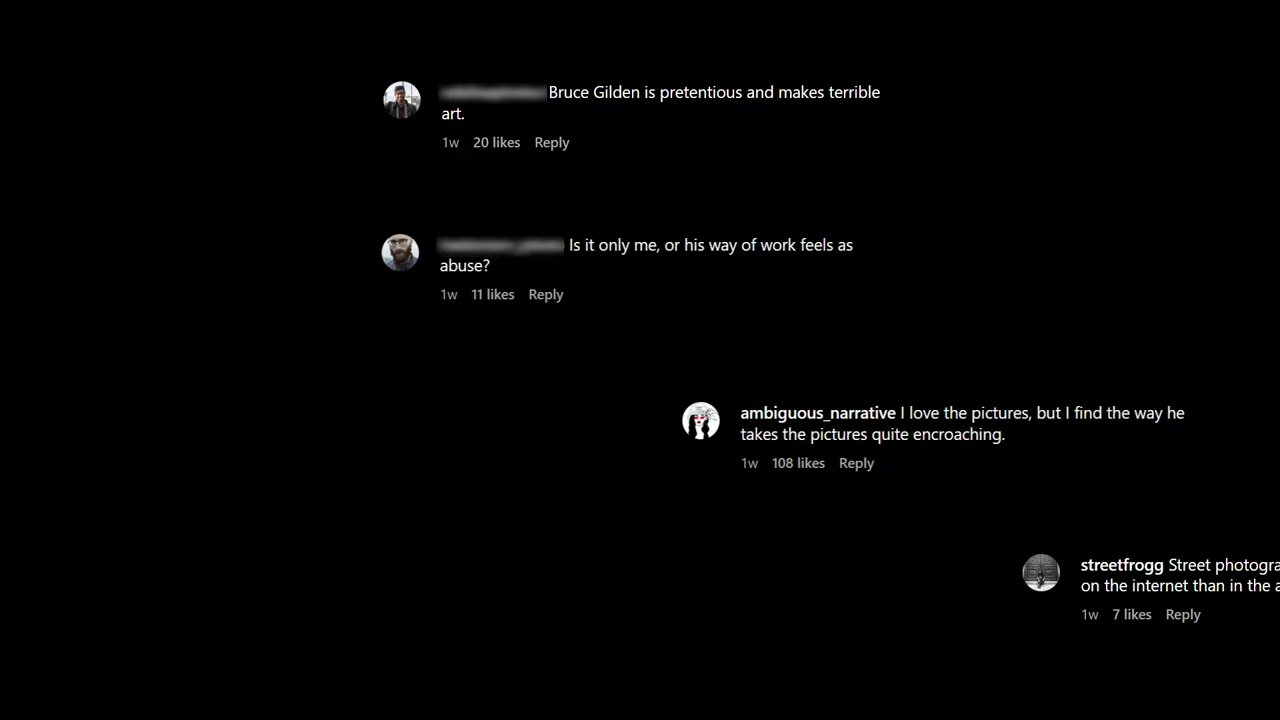 Bruce Gilden is pretentious and makes terrible
art.
1w 20 likes Reply
Is it only me, or his way of work feels as
abuse?
1w 11 likes Reply
ambiguous_narrative I love the pictures, but I find the way he
takes the pictures quite encroaching.
1w 108 likes Reply
streetfrogg Street
on the internet than in the
1w 7 likes Reply